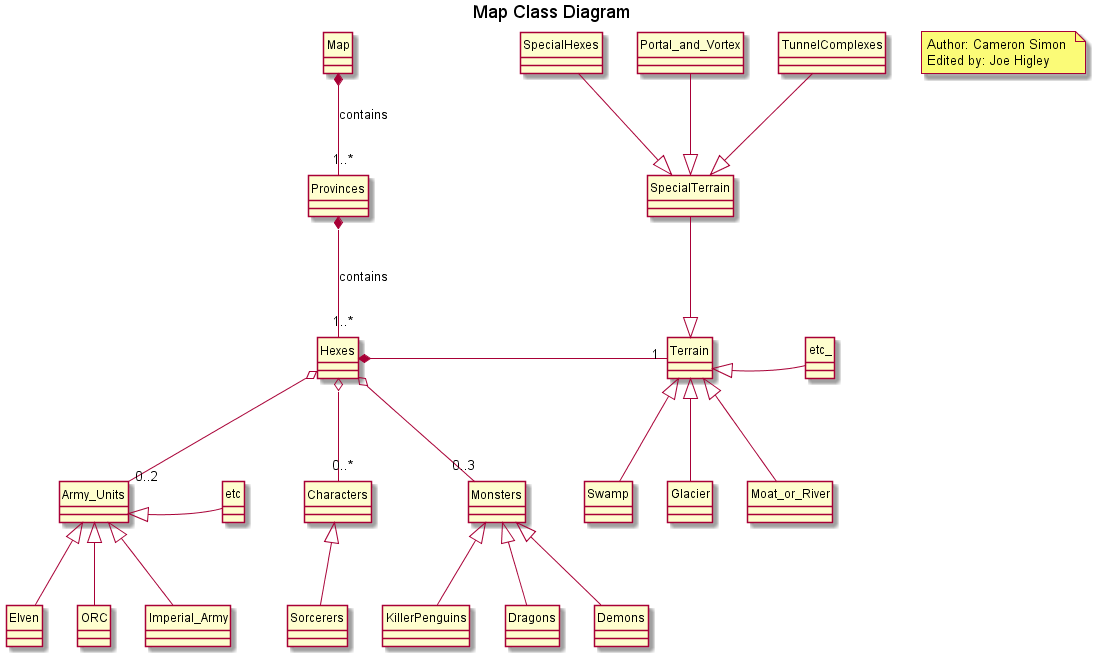 Map Class Diagram
Map
SpecialHexes
Portal_and_Vortex
TunnelComplexes
Author: Cameron Simon
Edited by: Joe Higley
contains
1..*
Provinces
SpecialTerrain
contains
1..*
Hexes
1
Terrain
etc_
0..2
0..*
0..3
Army_Units
etc
Characters
Monsters
Swamp
Glacier
Moat_or_River
Elven
ORC
Imperial_Army
Sorcerers
KillerPenguins
Dragons
Demons